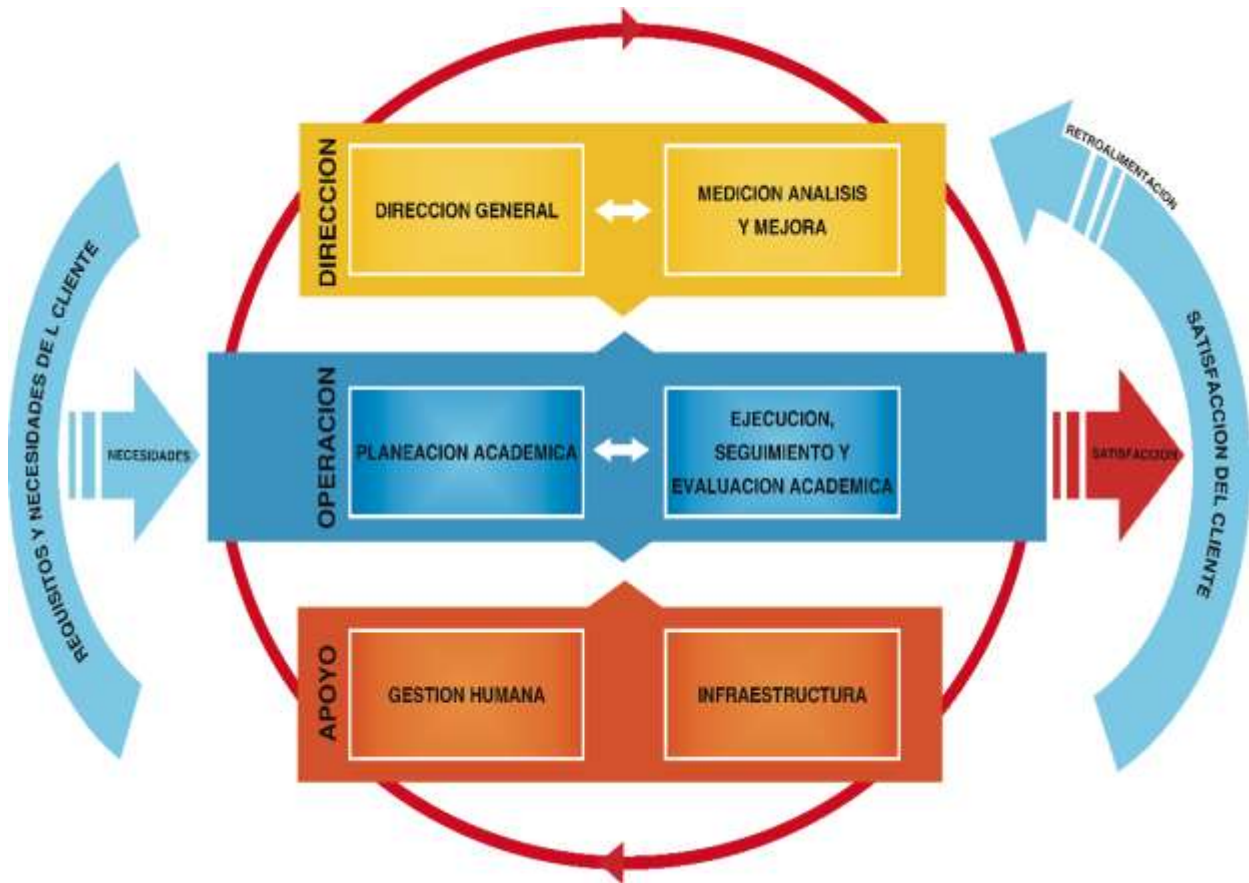 DIRECCION
DIRECCION GENERAL
MEDICION ANALISIS
Y MEJORA
RETROALIMENTACION
REQUISITOS Y NECESIDADES DE L CLIENTE
NECESIDADES
OPERACION
PLANEACION ACADEMICA
EJECUCION,
SEGUIMIENTO Y
EVALUACION ACADEMICA
SATISFACCION
SATISFACCION DEL CLIENTE
APOYO
GESTION HUMANA
INFRAESTRUCTURA